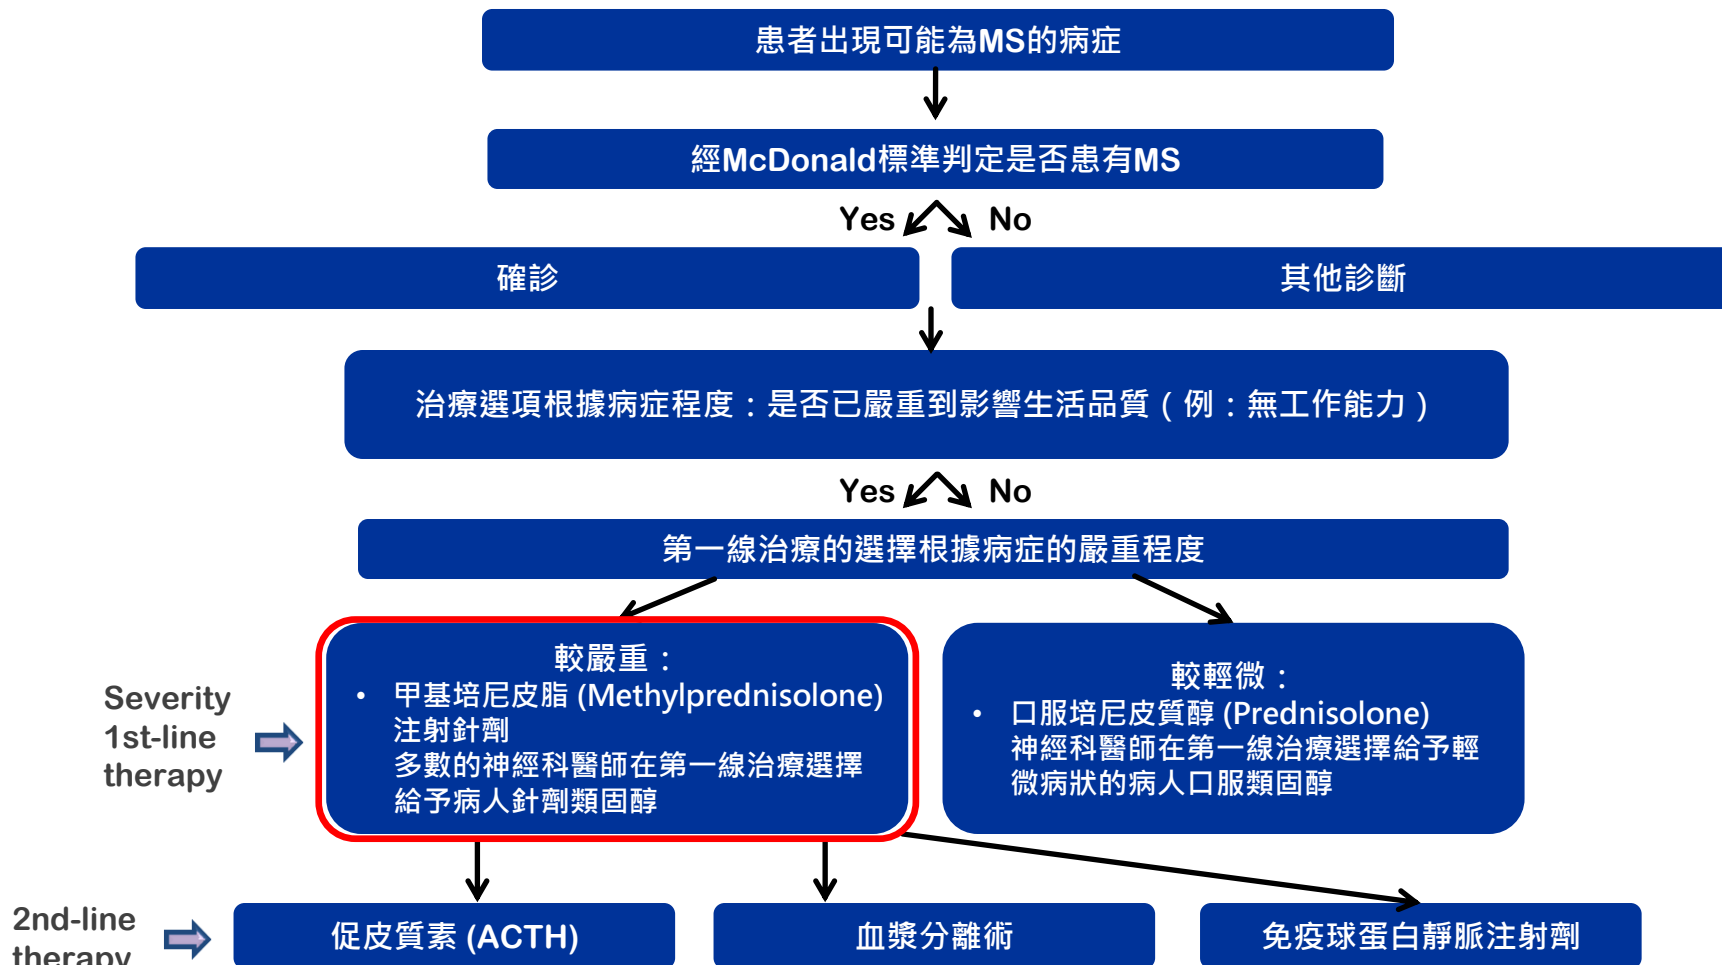 患者出現可能為MS的病症
經McDonald標準判定是否患有MS
Yes No
確診
其他診斷
治療選項根據病症程度：是否已嚴重到影響生活品質（例：無工作能力）
Yes No
第一線治療的選擇根據病症的嚴重程度
Severity
1st-line
therapy
較嚴重：
• 甲基培尼皮脂 (Methylprednisolone)
注射針劑
多數的神經科醫師在第一線治療選擇
給予病人針劑類固醇
較輕微：
• 口服培尼皮質醇 (Prednisolone)
神經科醫師在第一線治療選擇給予輕
微病狀的病人口服類固醇
2nd-line
therapy
促皮質素 (ACTH)
血漿分離術
免疫球蛋白靜脈注射劑